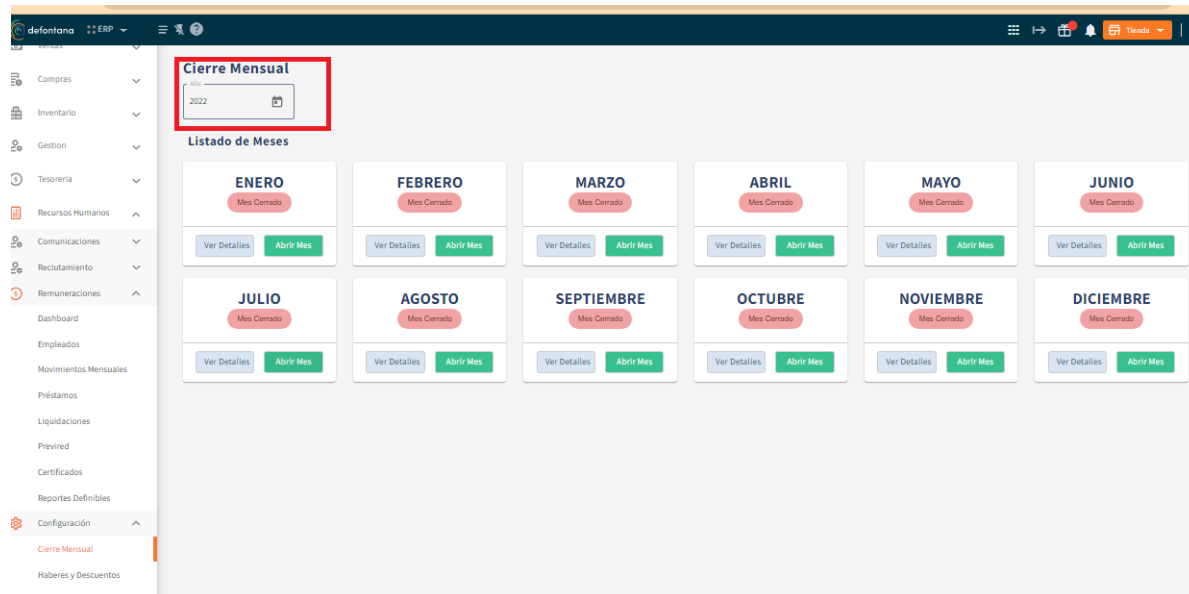 defontana ERP
Tienda
Ventas
Compras
Inventario
Gestion
Tesoreria
Recursos Humanos
Comunicaciones
Reclutamiento
Remuneraciones
Dashboard
Empleados
Movimientos Mensuales
Préstamos
Liquidaciones
Previred
Certificados
Reportes Definibles
Configuración
Cierre Mensual
Haberes y Descuentos
Cierre Mensual
Año
2022
Listado de Meses
ENERO FEBRERO MARZO ABRIL MAYO JUNIO
Mes Cerrado Mes Cerrado Mes Cerrado Mes Cerrado Mes Cerrado Mes Cerrado
Ver Detalles Abrir Mes Ver Detalles Abrir Mes Ver Detalles Abrir Mes Ver Detalles Abrir Mes Ver Detalles Abrir Mes Ver Detalles Abrir Mes
JULIO AGOSTO SEPTIEMBRE OCTUBRE NOVIEMBRE DICIEMBRE
Mes Cerrado Mes Cerrado Mes Cerrado Mes Cerrado Mes Cerrado Mes Cerrado
Ver Detalles Abrir Mes Ver Detalles Abrir Mes Ver Detalles Abrir Mes Ver Detalles Abrir Mes Ver Detalles Abrir Mes Ver Detalles Abrir Mes